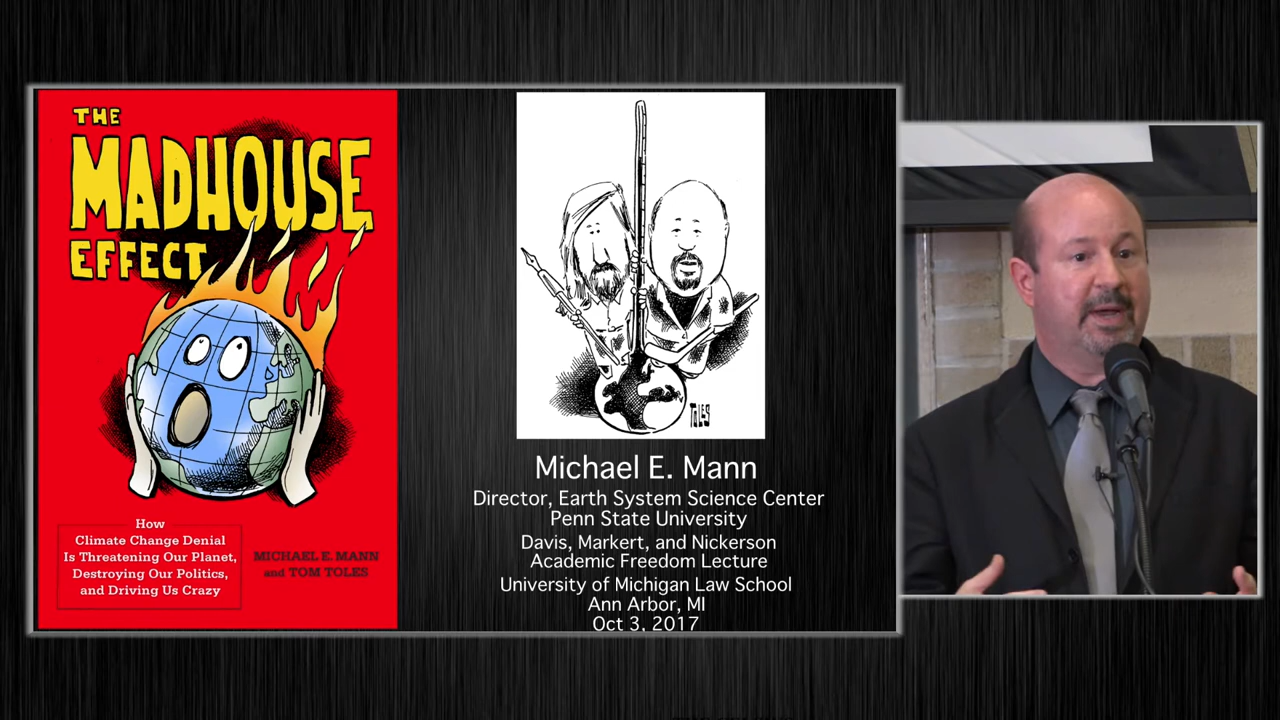 THE
MADHOUSE
EFFECT
How
Climate Change Denial
Is Threatening Our Planet,
Destroying Our Politics,
and Driving Us Crazy
MICHAEL E. MANN
and TOM TOLES
TOLES
Michael E. Mann
Director, Earth System Science Center
Penn State University
Davis, Markert, and Nickerson
Academic Freedom Lecture
University of Michigan Law School
Ann Arbor, MI
Oct 3, 2017